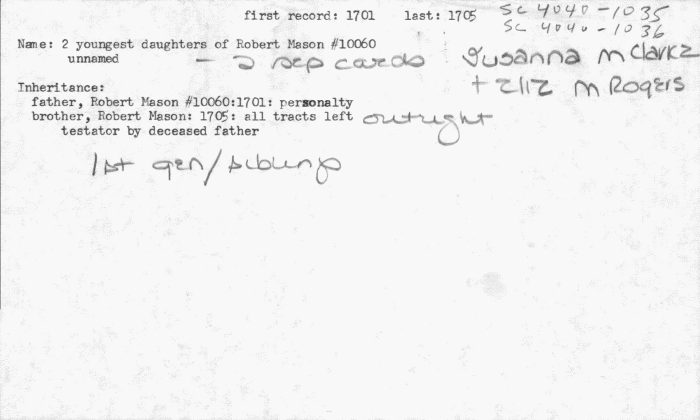 first record: 1701 last: 1705 SC 4040-1035
SC 4040-1036
Name: 2 youngest daughters of Robert Mason #10060
unnamed - 2 sep cards Susanna m Clarke
+ Eliz m Rogers
Inheritance:
father, Robert Mason #10060:1701: personalty
brother, Robert Mason: 1705: all tracts left outright
testator by deceased father
1st gen/siblings